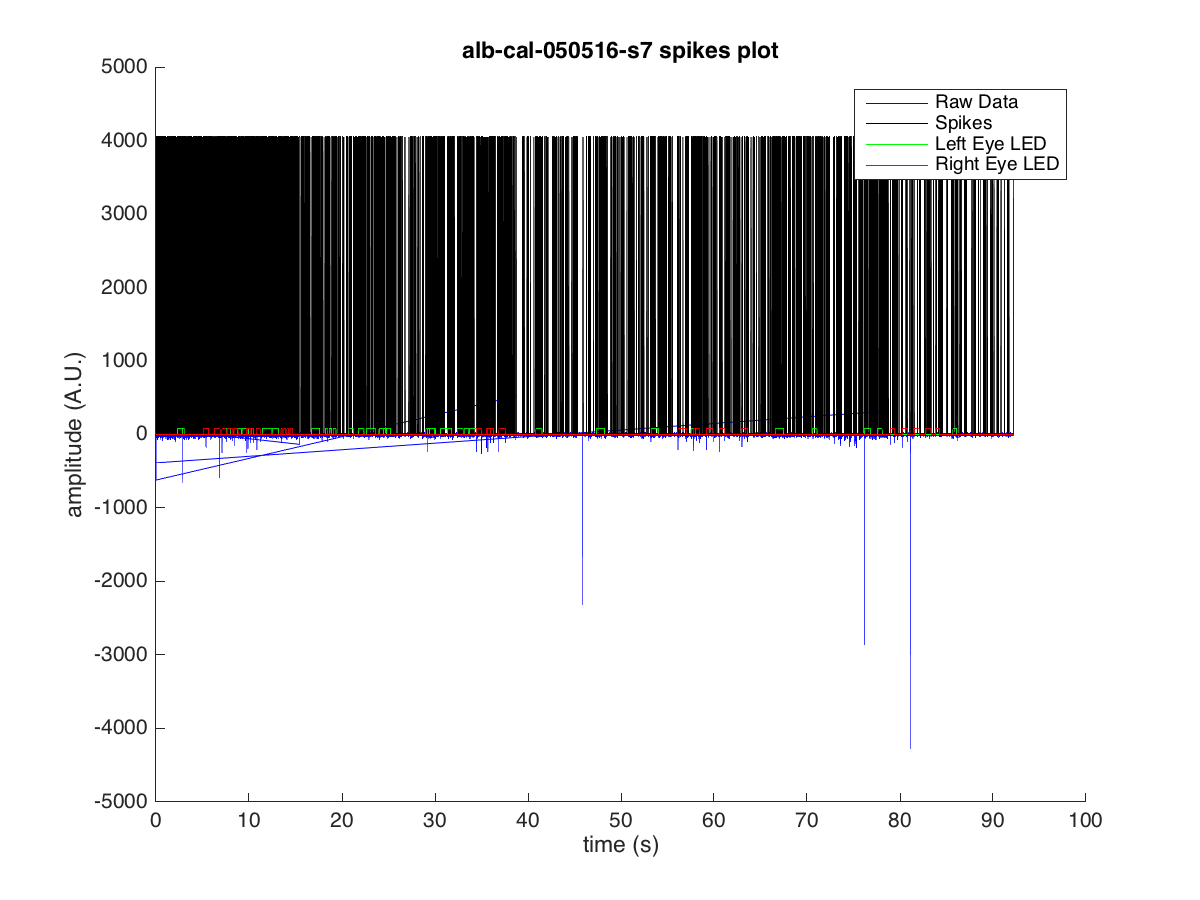 alb-cal-050516-s7 spikes plot
5000
4000
3000
2000
1000
0
-1000
-2000
-3000
-4000
-5000
amplitude (A.U.)
Raw Data
Spikes
Left Eye LED
Right Eye LED
0 10 20 30 40 50 60 70 80 90 100
time (s)